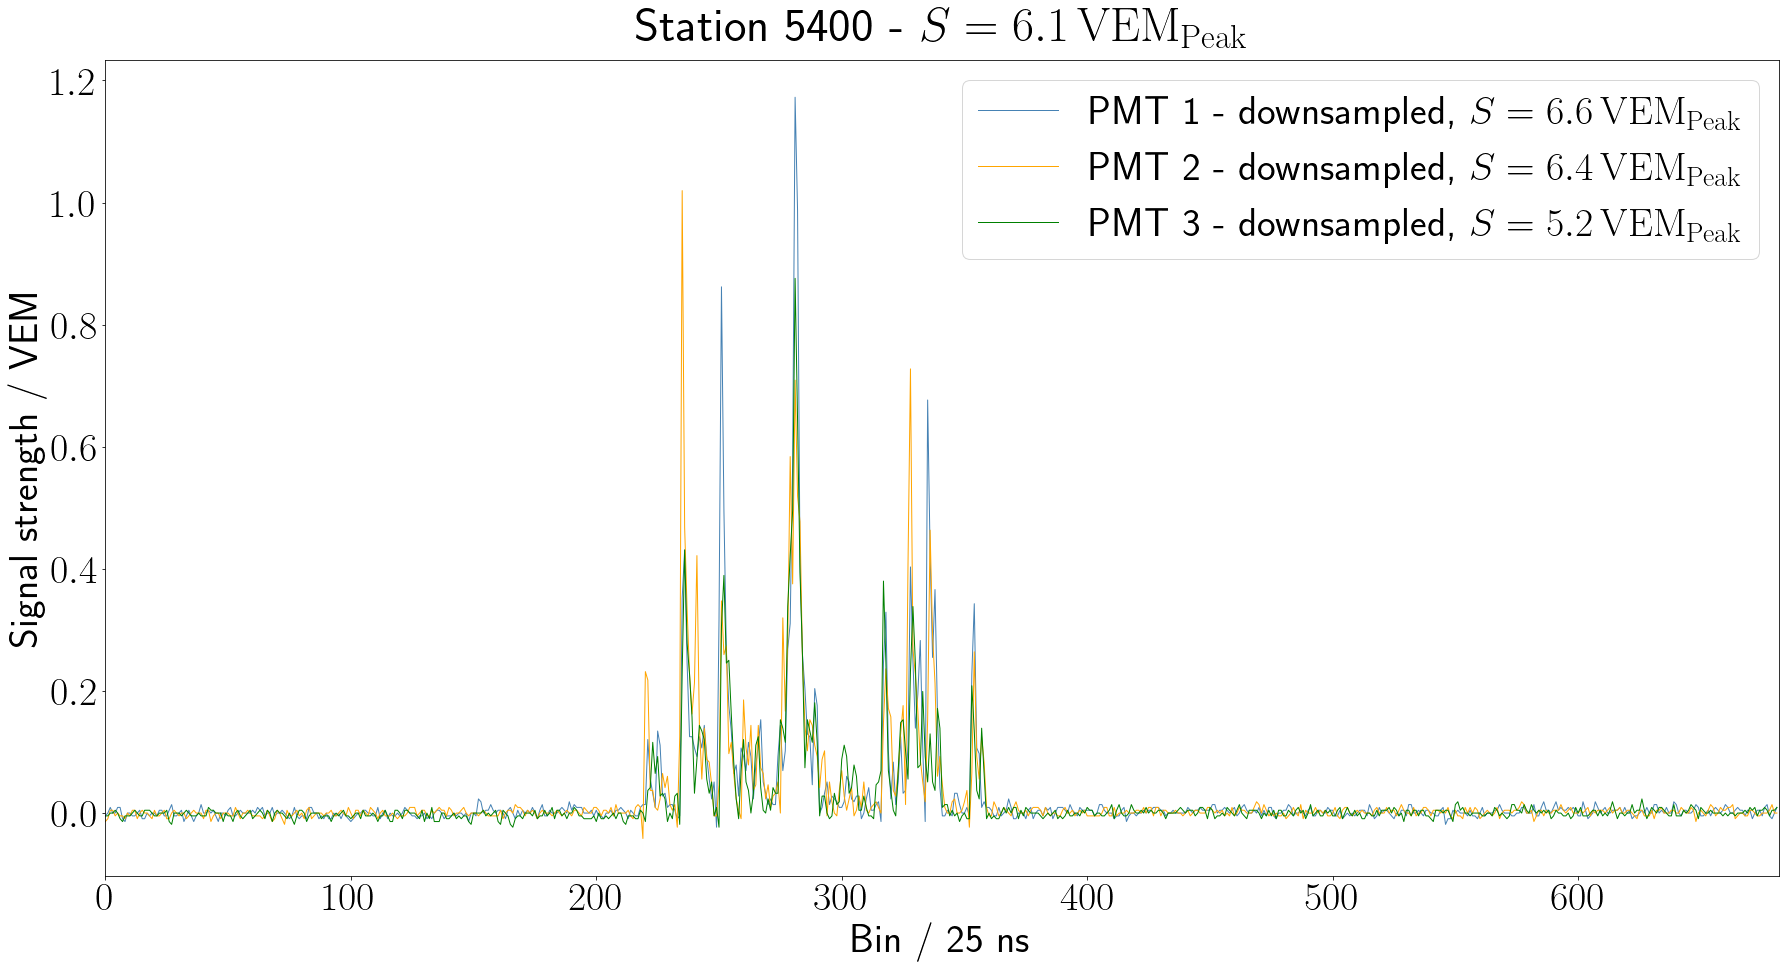 Station 5400 - S = 6.1 VEM_Peak
1.2
1.0
0.8
0.6
0.4
0.2
0.0
Signal strength / VEM
PMT 1 - downsampled, S = 6.6 VEM_Peak
PMT 2 - downsampled, S = 6.4 VEM_Peak
PMT 3 - downsampled, S = 5.2 VEM_Peak
0 100 200 300 400 500 600
Bin / 25 ns